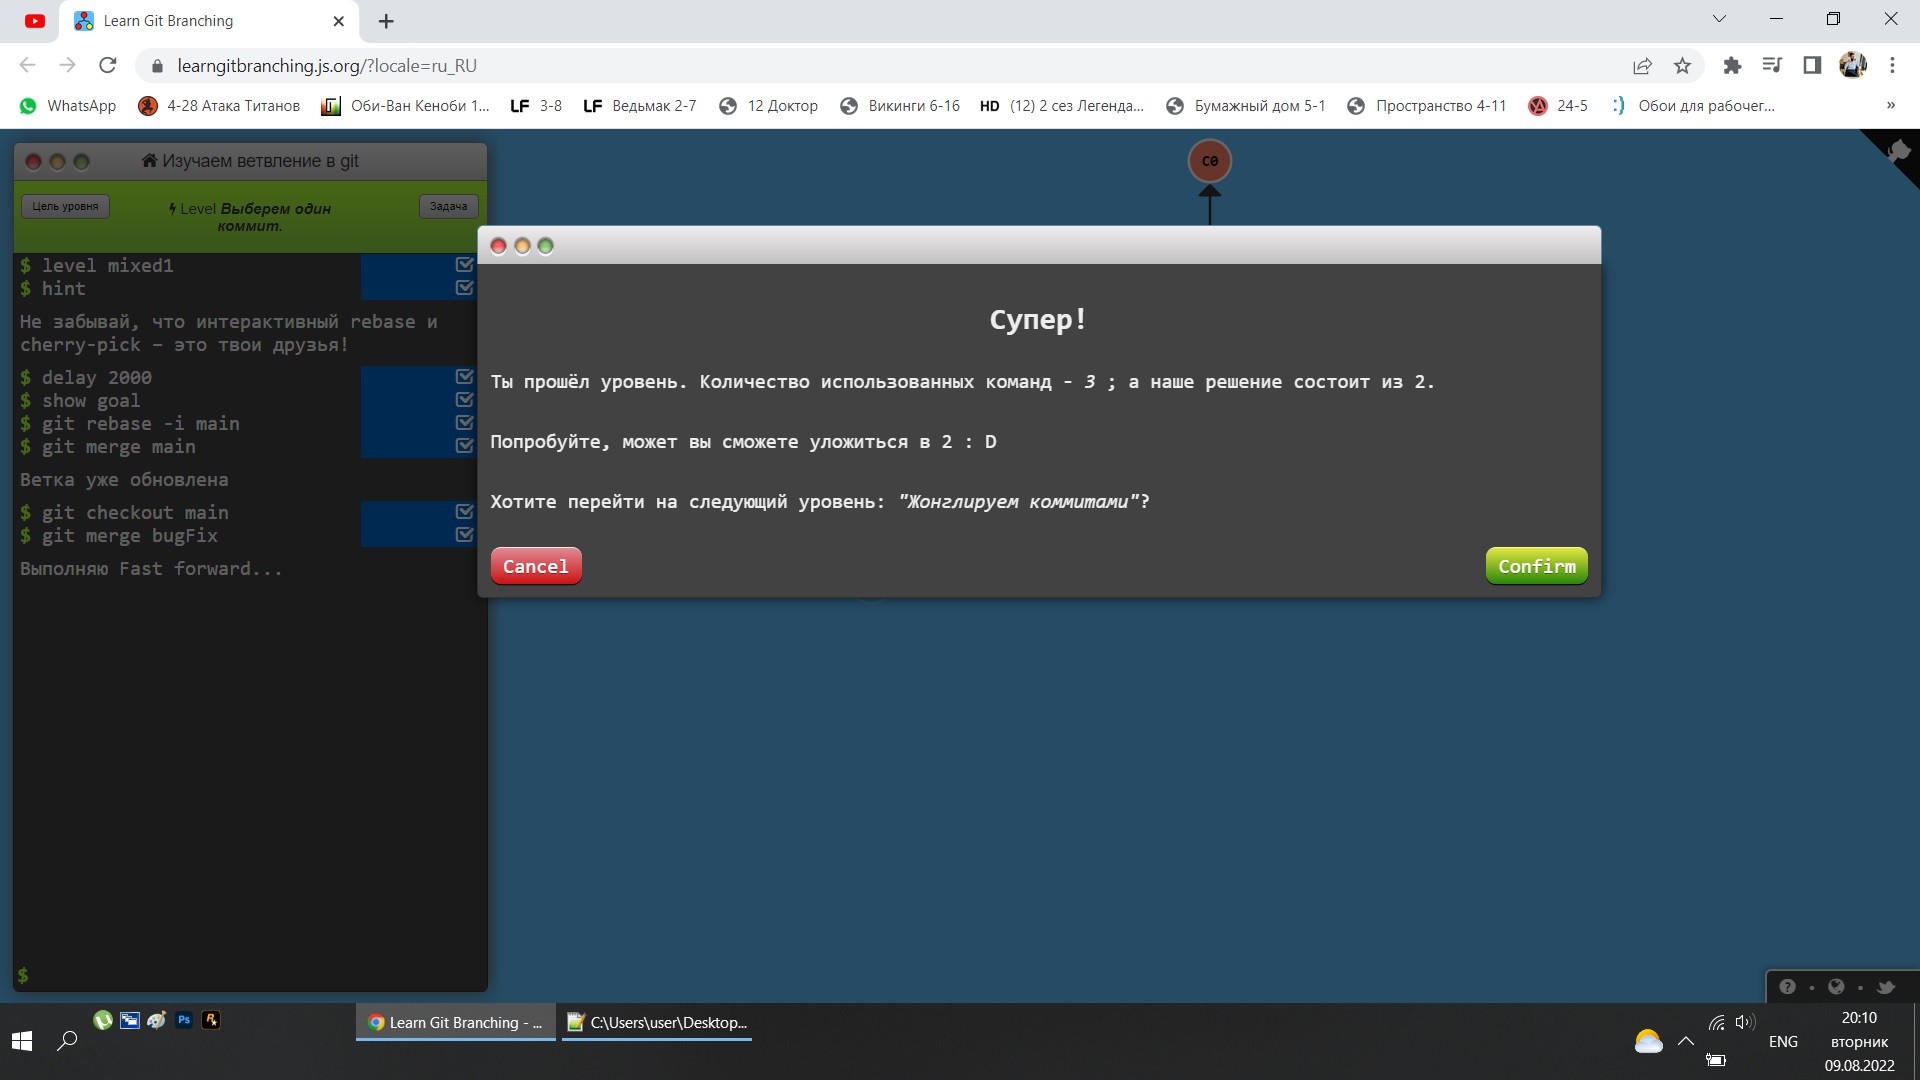 Learn Git Branching
learngitbranching.js.org/?locale=ru_RU
WhatsApp
4-28 Атака Титанов
Оби-Ван Кеноби 1...
LF 3-8
LF Ведьмак 2-7
12 Доктор
Викинги 6-16
HD (12) 2 сез Легенда...
Бумажный дом 5-1
Пространство 4-11
24-5
:) Обои для рабочег...
»
Изучаем ветвление в git
C0
Цель уровня
Level Выберем один
коммит.
Задача
$ level mixed1
$ hint
Не забывай, что интерактивный rebase и
cherry-pick – это твои друзья!
$ delay 2000
$ show goal
$ git rebase -i main
$ git merge main
Ветка уже обновлена
$ git checkout main
$ git merge bugFix
Выполняю Fast forward...
$
Супер!
Ты прошёл уровень. Количество использованных команд - 3 ; а наше решение состоит из 2.
Попробуйте, может вы сможете уложиться в 2 : D
Хотите перейти на следующий уровень: "Жонглируем коммитами"?
Cancel
Confirm
Ps
Learn Git Branching - ...
C:\Users\user\Desktop...
ENG
20:10
вторник
09.08.2022